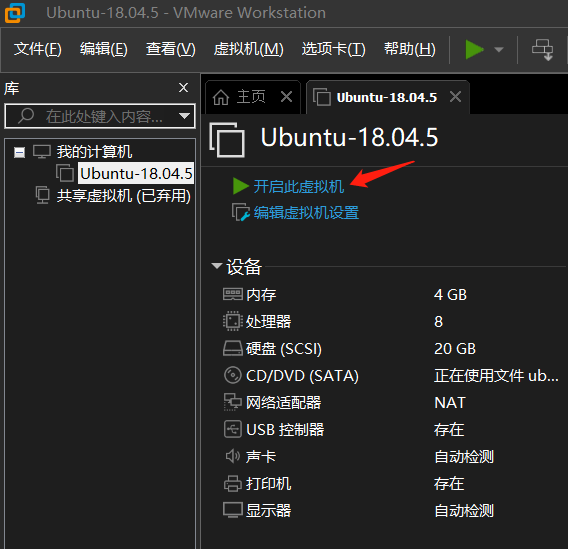 Ubuntu-18.04.5 - VMware Workstation
文件(F) 编辑(E) 查看(V) 虚拟机(M) 选项卡(T) 帮助(H)
库
在此处键入内容...
我的计算机
Ubuntu-18.04.5
共享虚拟机 (已弃用)
主页
Ubuntu-18.04.5
Ubuntu-18.04.5
开启此虚拟机
编辑虚拟机设置
设备
内存 4 GB
处理器 8
硬盘 (SCSI) 20 GB
CD/DVD (SATA) 正在使用文件 ub...
网络适配器 NAT
USB 控制器 存在
声卡 自动检测
打印机 存在
显示器 自动检测